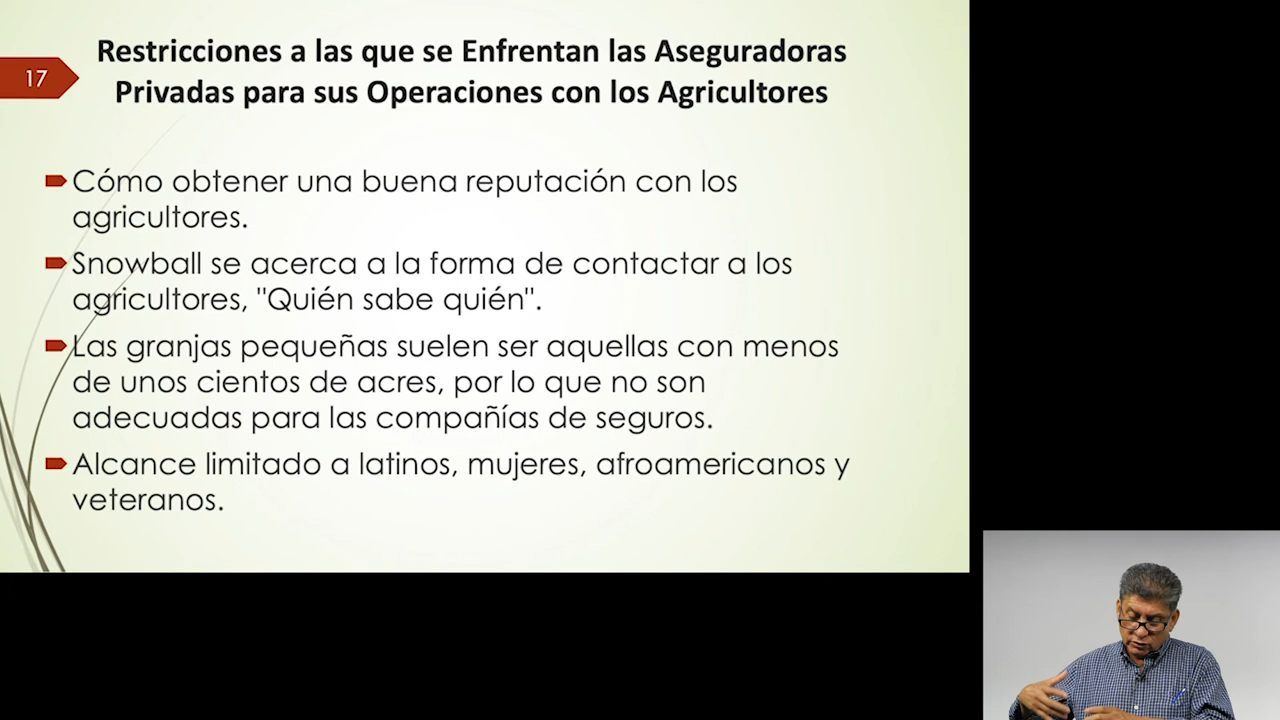 17
Restricciones a las que se Enfrentan las Aseguradoras
Privadas para sus Operaciones con los Agricultores
Cómo obtener una buena reputación con los
agricultores.
Snowball se acerca a la forma de contactar a los
agricultores, "Quién sabe quién".
Las granjas pequeñas suelen ser aquellas con menos
de unos cientos de acres, por lo que no son
adecuadas para las compañías de seguros.
Alcance limitado a latinos, mujeres, afroamericanos y
veteranos.